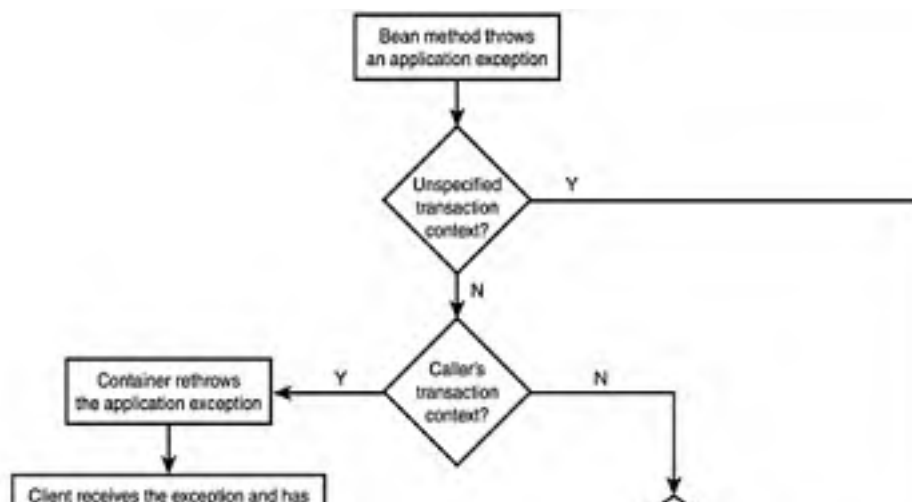 Bean method throws
an application exception
Unspecified
transaction
context?
Y
N
Caller's
transaction
context?
Y
N
Container rethrows
the application exception
Client receives the exception and has